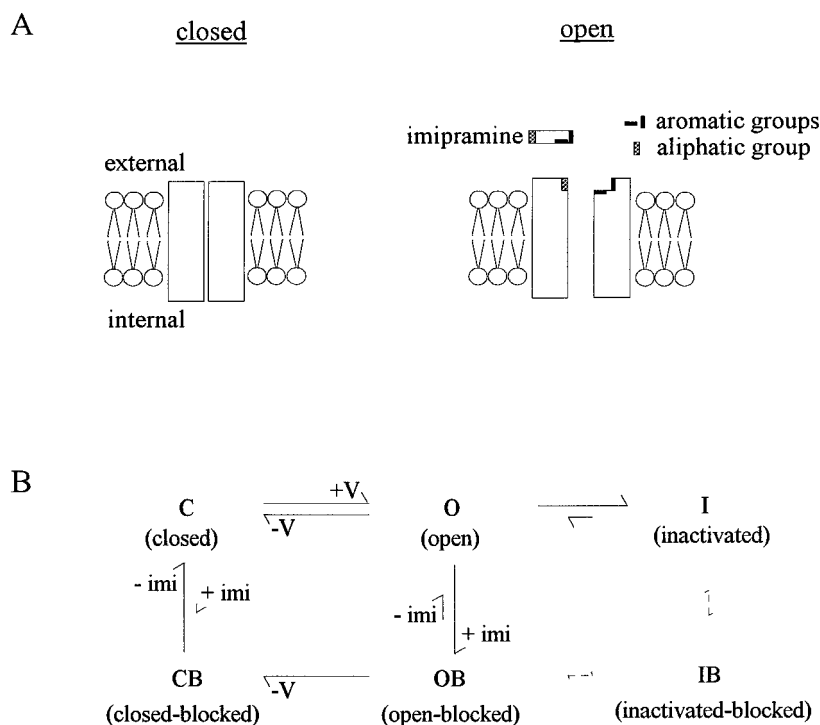 A
closed
open
imipramine
aromatic groups
aliphatic group
external
internal
B
C
+V
-V
O
I
(closed)
(open)
(inactivated)
- imi
+ imi
- imi
+ imi
CB
-V
OB
IB
(closed-blocked)
(open-blocked)
(inactivated-blocked)